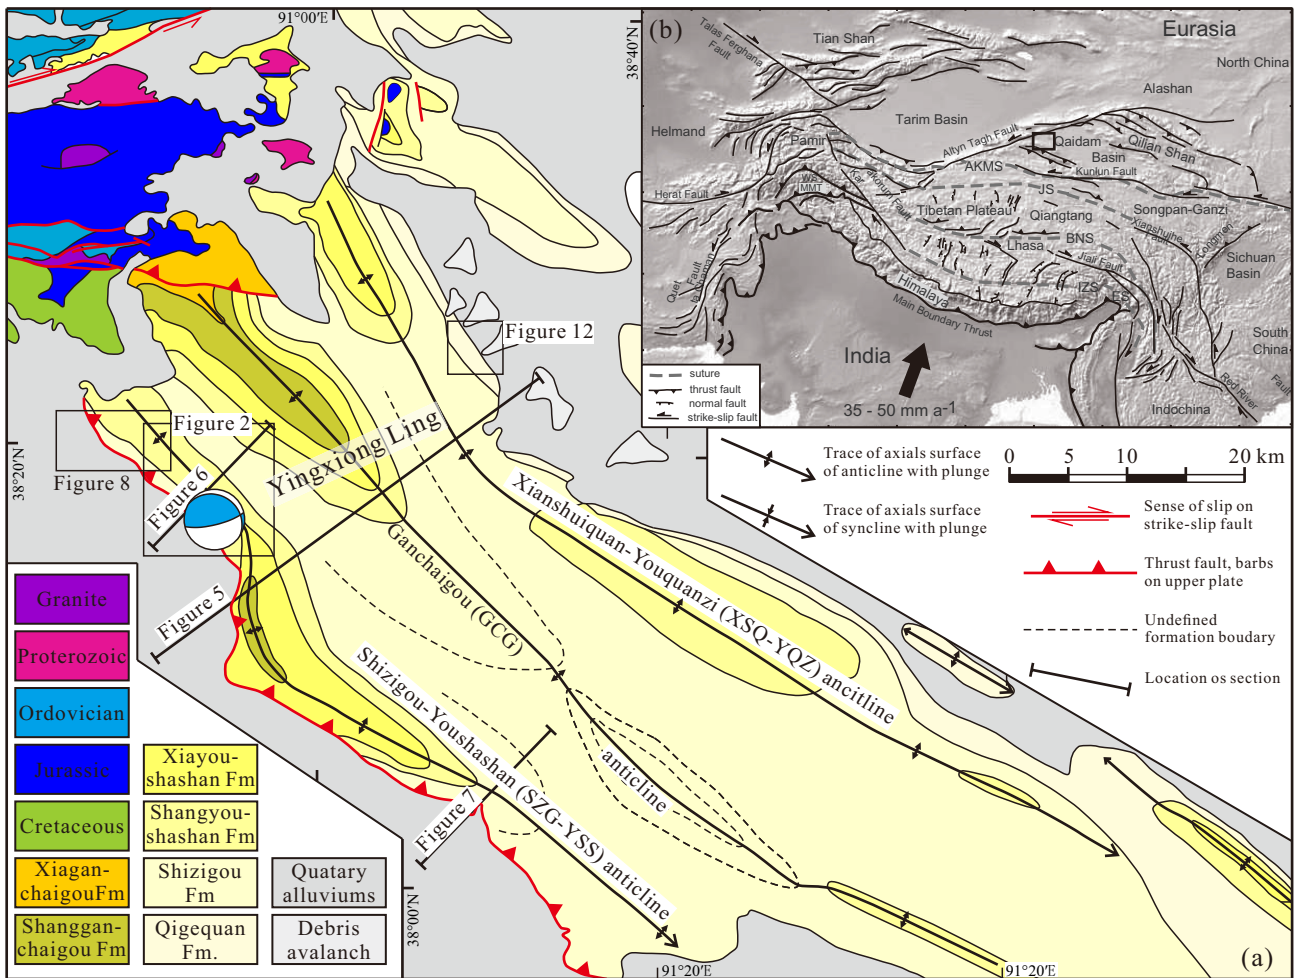 91°00′E
38°40′N
(b)
Eurasia
Talas Ferghana
Fault
Tian Shan
North China
Alashan
Tarim Basin
Helmand
Pamir
Altyn Tagh Fault
Qaidam
Basin
Qilian Shan
AKMS
Kunlun Fault
Herat Fault
MMT
Karakorum Fault
JS
Tibetan Plateau
Qiangtang
Songpan-Ganzi
Xianshuihe
Fault
BNS
Lhasa
Jiali Fault
Longmen
Sichuan
Basin
Fault
Himalaya
IZS
Main Boundary Thrust
South
China
India
Red River
Fault
Indochina
35 - 50 mm a-1
suture
thrust fault
normal fault
strike-slip fault
Figure 12
Figure 2
Yingxiong Ling
38°20′N
Figure 8
Figure 6
Trace of axials surface
of anticline with plunge
Trace of axials surface
of syncline with plunge
0
5
10
20 km
Sense of slip on
strike-slip fault
Thrust fault, barbs
on upper plate
Undefined
formation boudary
Location os section
Xianshuiquan-Youquanzi (XSQ-YQZ) ancitline
Ganchaigou (GCG)
anticline
Figure 5
Shizigou-Youshashan (SZG-YSS) anticline
Figure 7
Granite
Proterozoic
Ordovician
Jurassic
Cretaceous
Xiagan-
chaigouFm
Shanggan-
chaigou Fm
Xiayou-
shashan Fm
Shangyou-
shashan Fm
Shizigou
Fm
Qigequan
Fm.
Quatary
alluviums
Debris
avalanch
38°00′N
91°20′E
91°20′E
(a)